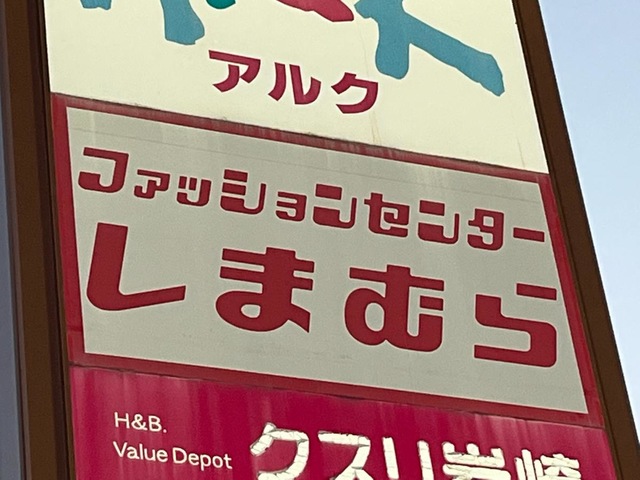 アルク
ファッションセンター
しまむら
H&B.
Value Depot
クスリ岩崎